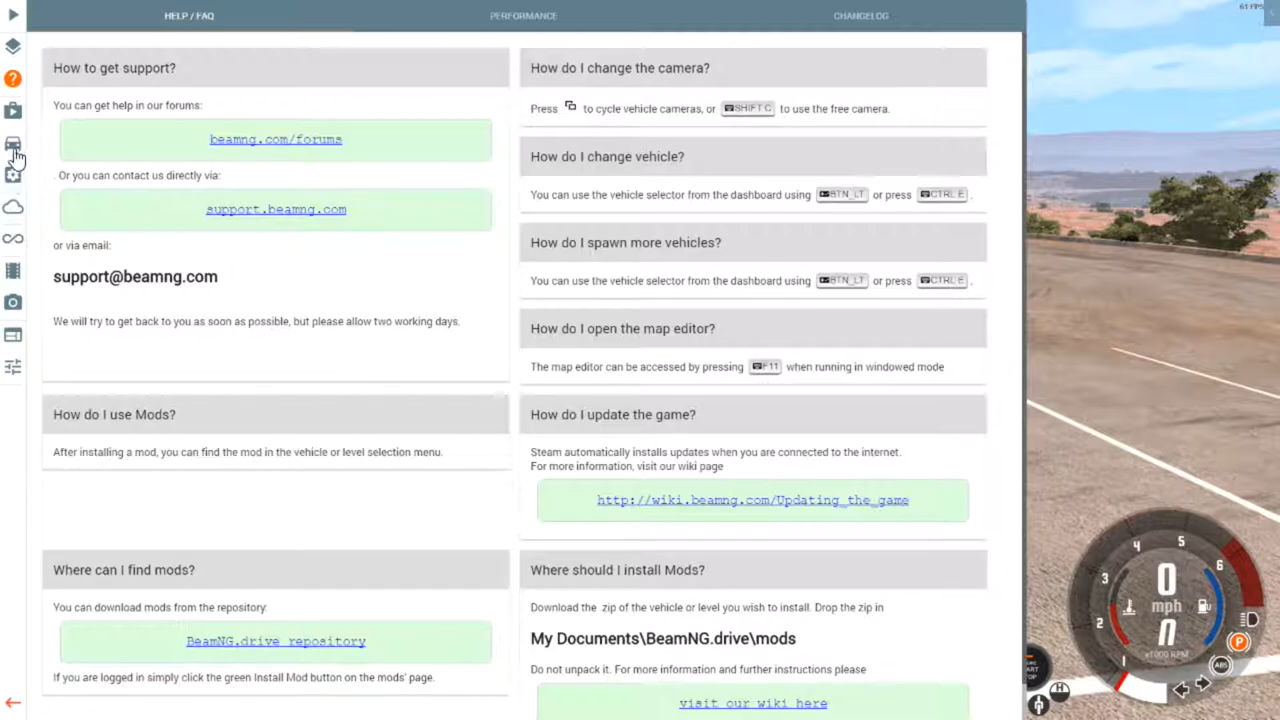 HELP / FAQ
PERFORMANCE
CHANGELOG
61 FPS
How to get support?
You can get help in our forums:
beamng.com/forums
. Or you can contact us directly via:
support.beamng.com
or via email:
support@beamng.com
We will try to get back to you as soon as possible, but please allow two working days.
How do I use Mods?
After installing a mod, you can find the mod in the vehicle or level selection menu.
Where can I find mods?
You can download mods from the repository:
BeamNG.drive repository
If you are logged in simply click the green Install Mod button on the mods' page.
How do I change the camera?
Press to cycle vehicle cameras, or SHIFT C to use the free camera.
How do I change vehicle?
You can use the vehicle selector from the dashboard using BTN_LT or press CTRL E .
How do I spawn more vehicles?
You can use the vehicle selector from the dashboard using BTN_LT or press CTRL E .
How do I open the map editor?
The map editor can be accessed by pressing F11 when running in windowed mode
How do I update the game?
Steam automatically installs updates when you are connected to the internet.
For more information, visit our wiki page
http://wiki.beamng.com/Updating_the_game
Where should I install Mods?
Download the .zip of the vehicle or level you wish to install. Drop the zip in
My Documents\BeamNG.drive\mods
Do not unpack it. For more information and further instructions please
visit our wiki here
1
2
3
4
5
6
0
mph
0
x1000 RPM
P
ABS
H